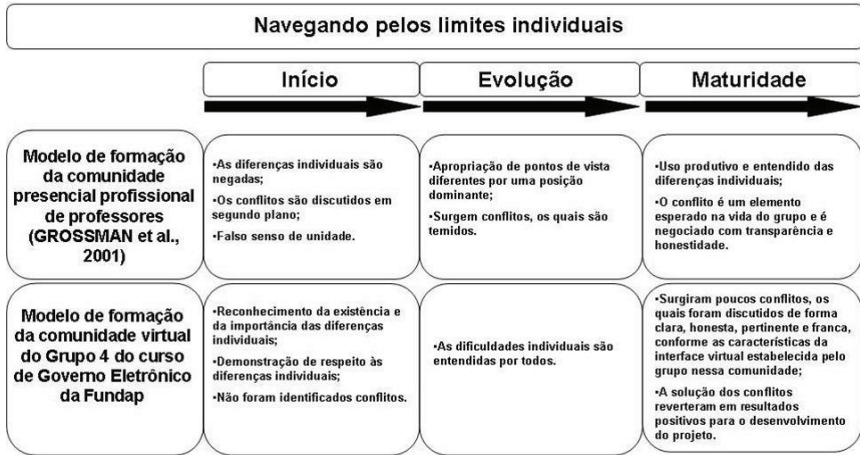 Navegando pelos limites individuais
Início
Evolução
Maturidade
Modelo de formação
da comunidade
presencial profissional
de professores
(GROSSMAN et al.,
2001)
•As diferenças individuais são
negadas;
•Os conflitos são discutidos em
segundo plano;
•Falso senso de unidade.
•Apropriação de pontos de vista
diferentes por uma posição
dominante;
•Surgem conflitos, os quais são
temidos.
•Uso produtivo e entendido das
diferenças individuais;
•O conflito é um elemento
esperado na vida do grupo e é
negociado com transparência e
honestidade.
Modelo de formação
da comunidade virtual
do Grupo 4 do curso
de Governo Eletrônico
da Fundap
•Reconhecimento da existência e
da importância das diferenças
individuais;
•Demonstração de respeito às
diferenças individuais;
•Não foram identificados conflitos.
•As dificuldades individuais são
entendidas por todos.
•Surgiram poucos conflitos, os
quais foram discutidos de forma
clara, honesta, pertinente e franca,
conforme as características da
interface virtual estabelecida pelo
grupo nessa comunidade;
•A solução dos conflitos
reverteram em resultados
positivos para o desenvolvimento
do projeto.